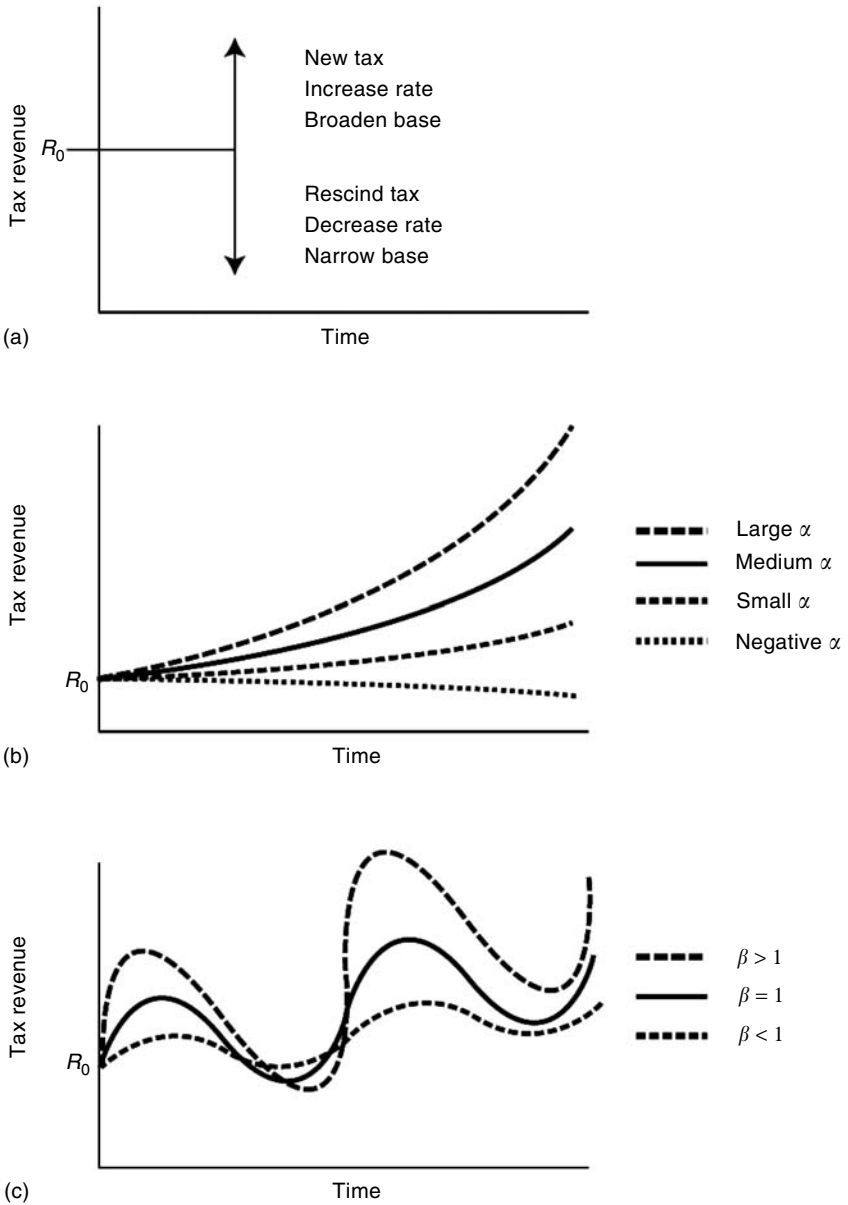 Tax revenue
R₀
New tax
Increase rate
Broaden base
Rescind tax
Decrease rate
Narrow base
Time
(a)
Tax revenue
R₀
Large α
Medium α
Small α
Negative α
Time
(b)
Tax revenue
R₀
β > 1
β = 1
β < 1
Time
(c)